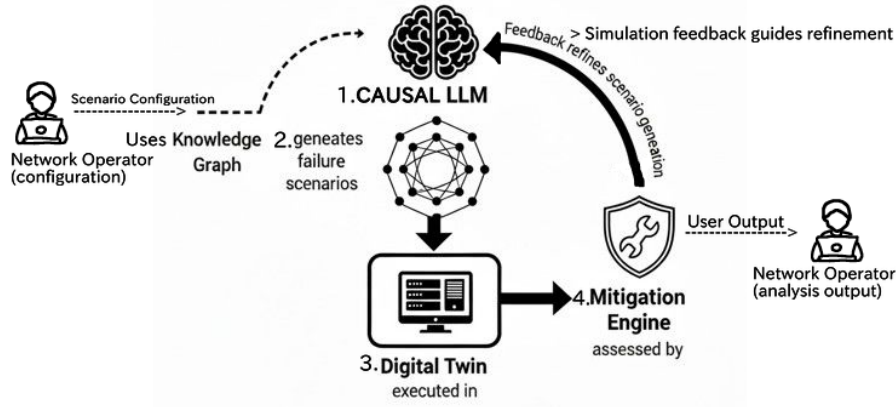 > Simulation feedback guides refinement
Feedback refines scenario geneation
Scenario Configuration
1.CAUSAL LLM
Uses Knowledge
Graph
2.geneates
failure
scenarios
Network Operator
(configuration)
User Output
Network Operator
(analysis output)
4.Mitigation
Engine
assessed by
3.Digital Twin
executed in